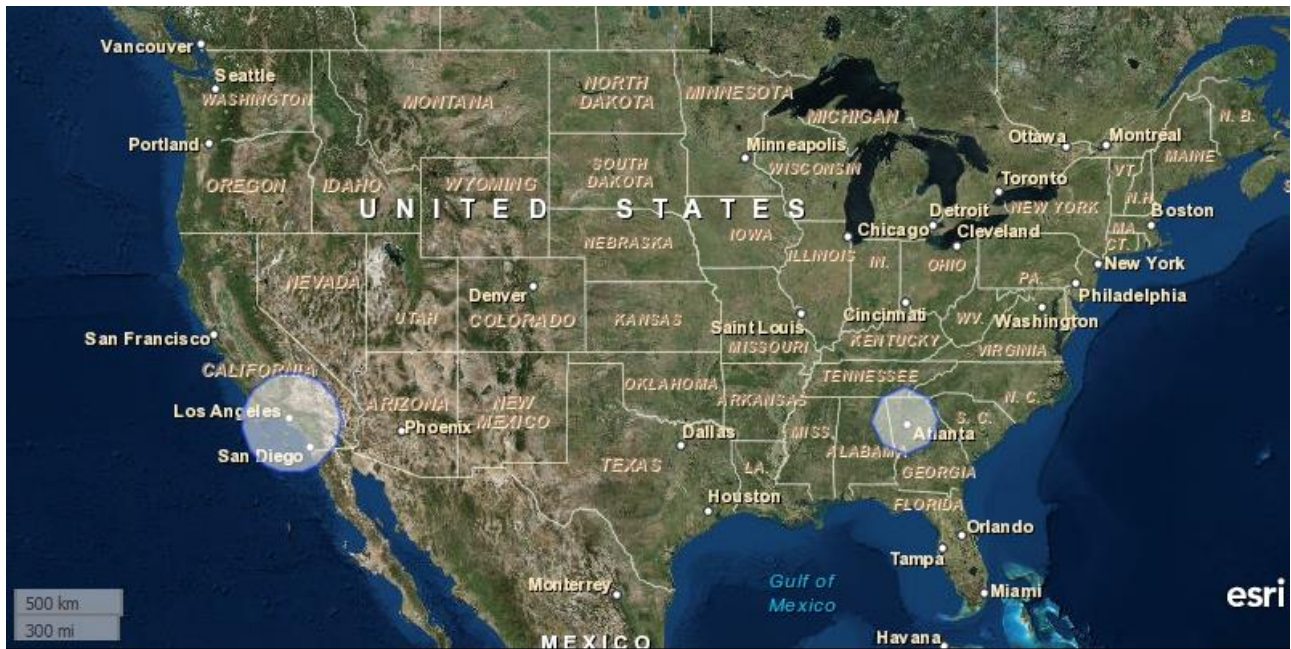 Vancouver
Seattle
WASHINGTON
MONTANA
NORTH
DAKOTA
MINNESOTA
MICHIGAN
N. B.
Ottawa
Montréal
MAINE
Portland
OREGON
IDAHO
WYOMING
SOUTH
DAKOTA
Minneapolis
WISCONSIN
Toronto
VT.
N.H.
UNITED STATES
NEW YORK
Boston
Detroit
MA.
CT.
Chicago
Cleveland
NEBRASKA
IOWA
ILLINOIS
IN.
OHIO
New York
PA.
NEVADA
UTAH
Denver
COLORADO
KANSAS
Saint Louis
MISSOURI
Cincinnati
KENTUCKY
WV.
Philadelphia
Washington
VIRGINIA
San Francisco
CALIFORNIA
Los Angeles
San Diego
ARIZONA
Phoenix
NEW
MEXICO
OKLAHOMA
ARKANSAS
TENNESSEE
N. C.
S. C.
Atlanta
MISS.
ALABAMA
GEORGIA
Dallas
TEXAS
LA.
Houston
FLORIDA
Orlando
Tampa
Miami
Monterrey
Gulf of
Mexico
Havana
MEXICO
500 km
300 mi
esri